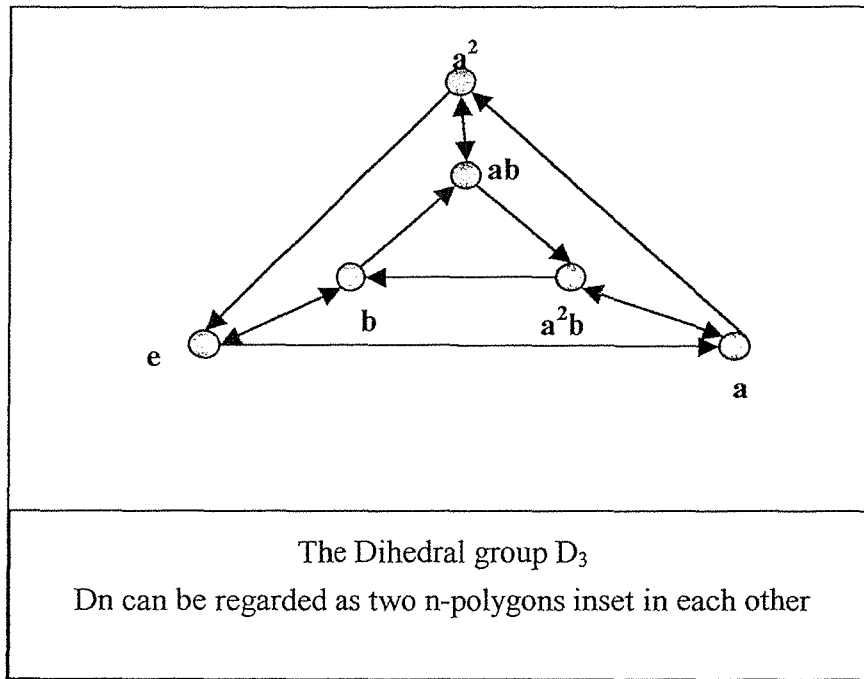 a²
ab
b
a²b
e
a
The Dihedral group D₃
Dn can be regarded as two n-polygons inset in each other